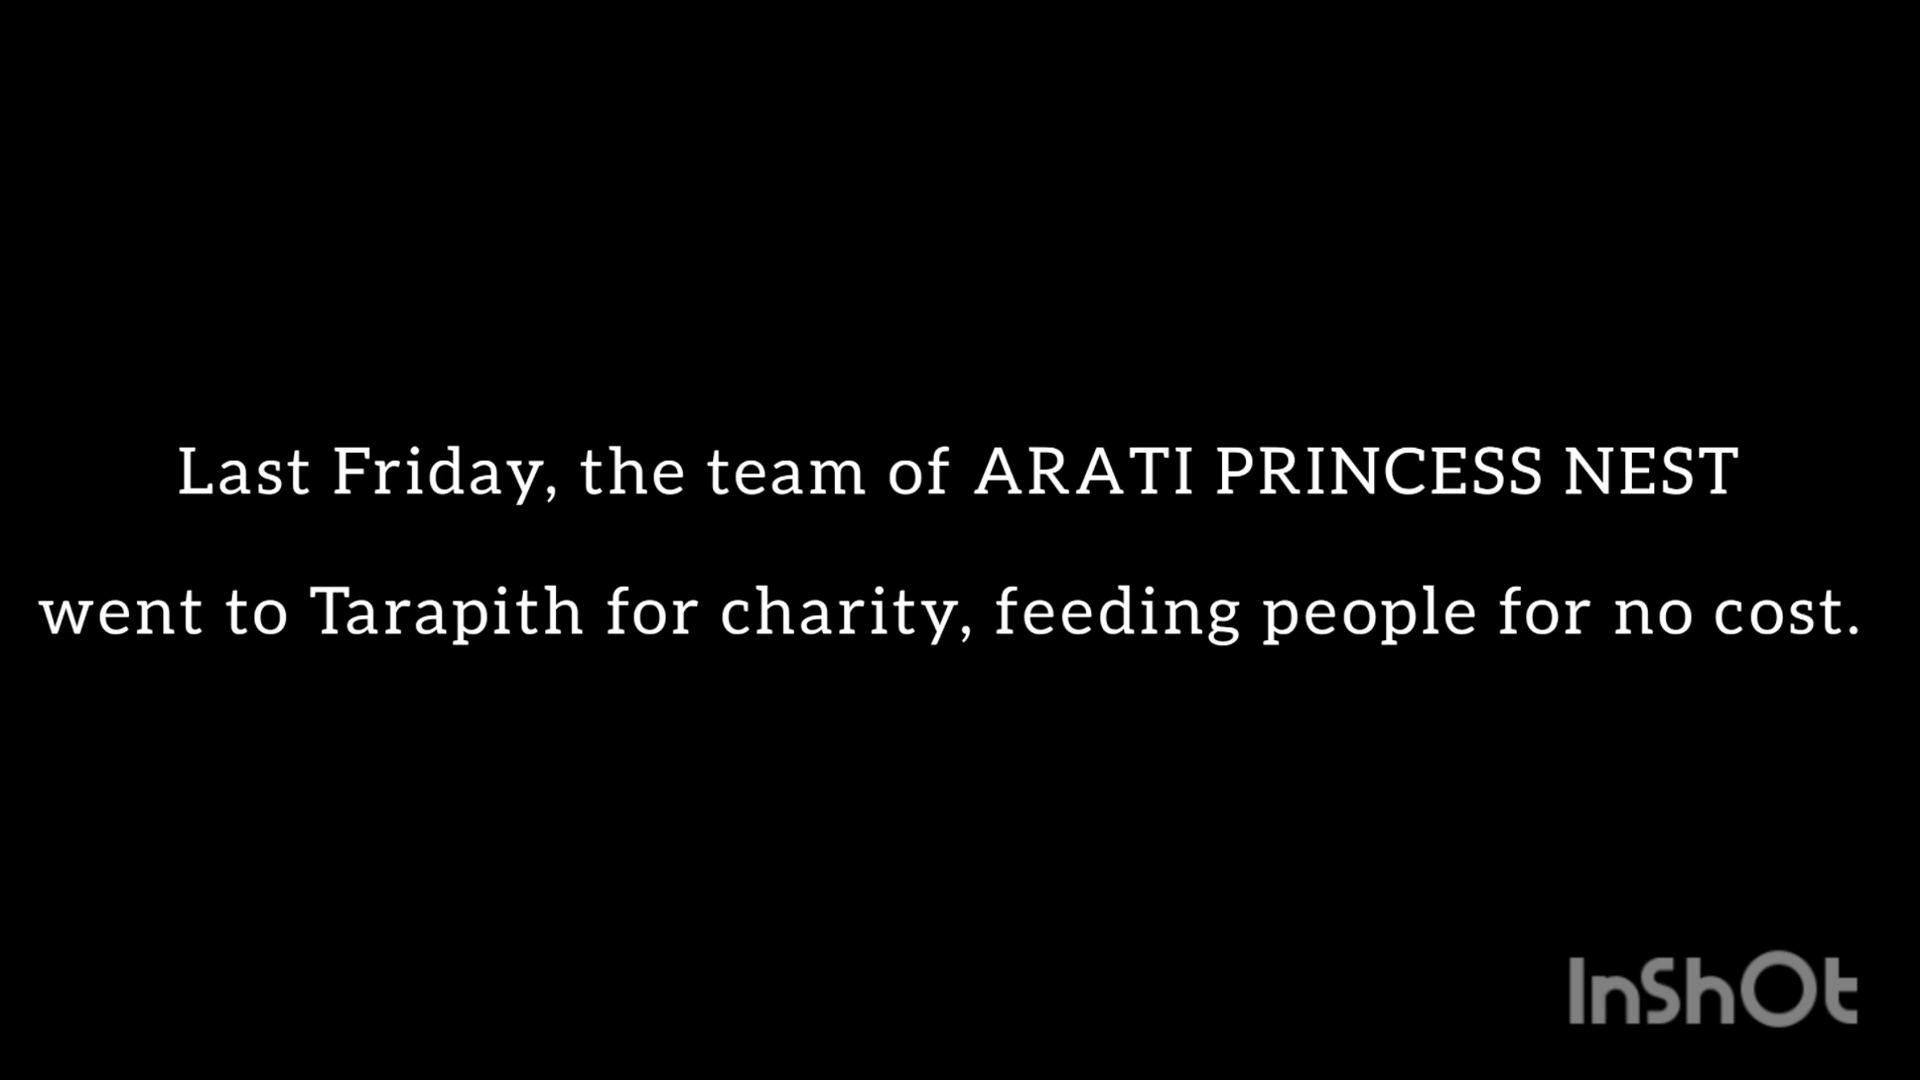 Last Friday, the team of ARATI PRINCESS NEST
went to Tarapith for charity, feeding people for no cost.
InShOt